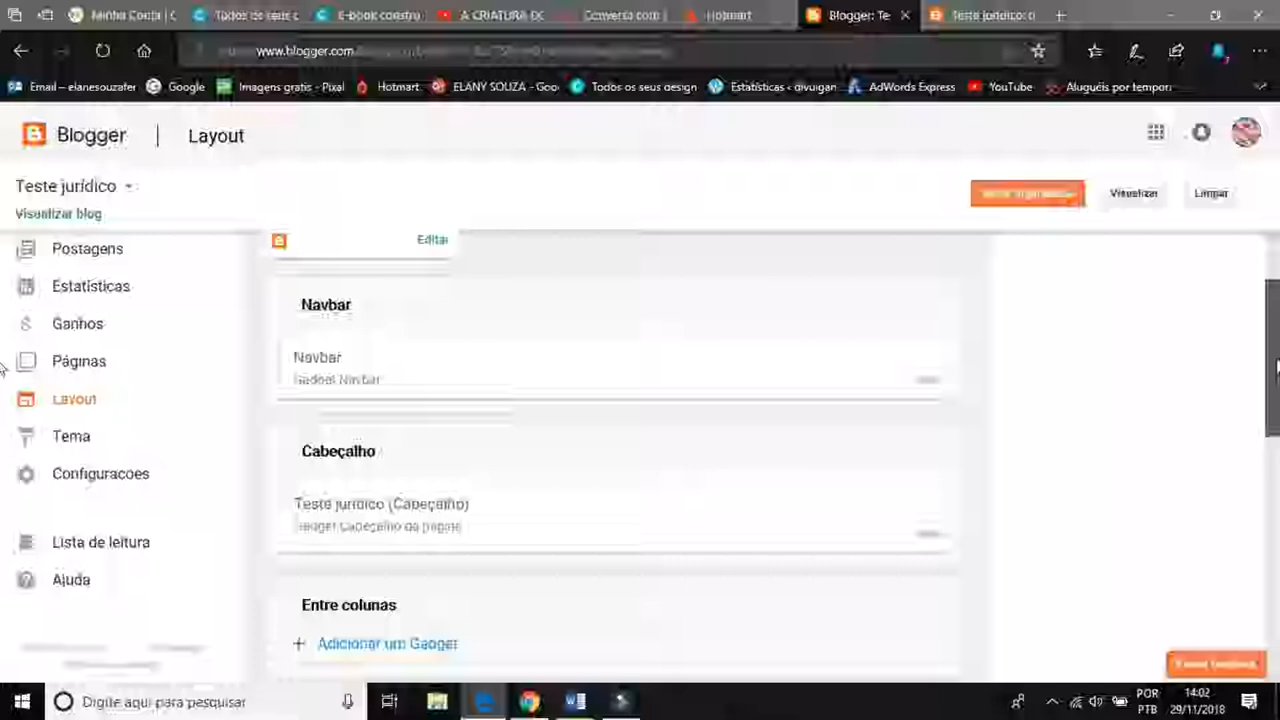 Minha Conta | C
Todos os seus d
E-book constru
A CRIATURA DO
Conversa com
Hotmart
Blogger: Te
Teste jurídico: o
www.blogger.com
Email – elanesouzafer
Google
Imagens gratis - Pixal
Hotmart
ELANY SOUZA - Goo
Todos os seus design
Estatísticas ‹ divulgan
AdWords Express
YouTube
Aluguéis por tempor
Blogger | Layout
Teste jurídico
Visualizar
Limpar
Visualizar blog
Postagens
Editar
Estatísticas
Navbar
Ganhos
Páginas
Navbar
Gadget Navbar
Layout
Tema
Cabeçalho
Configurações
Teste jurídico (Cabeçalho)
Gadget Cabeçalho da página
Lista de leitura
Ajuda
Entre colunas
+ Adicionar um Gadget
Digite aqui para pesquisar
POR
PTB
14:02
29/11/2018